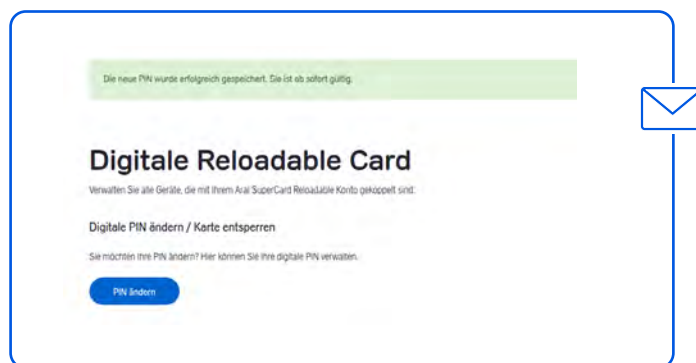 Die neue PIN wurde erfolgreich gespeichert. Die ist ab sofort gültig.
Digitale Reloadable Card
Verwalten Sie alle Geräte, die mit Ihrem Aral SuperCard Reloadable Konto gekoppelt sind.
Digitale PIN ändern / Karte entsperren
Sie möchten Ihre PIN ändern? Hier können Sie Ihre digitale PIN verwalten.
PIN ändern